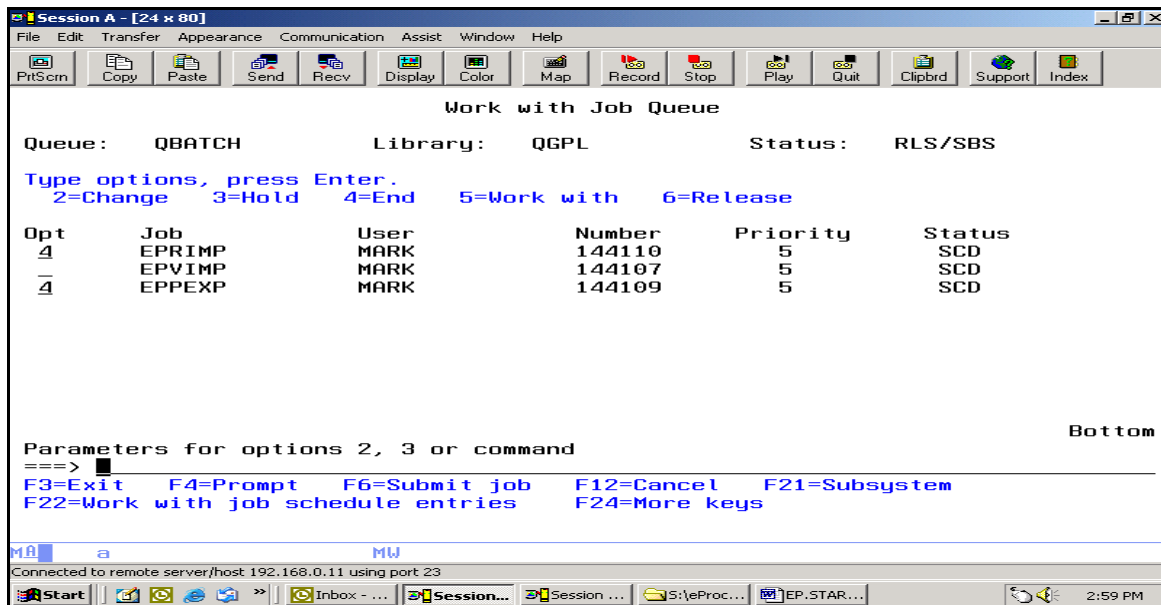 Session A - [24 x 80]
File Edit Transfer Appearance Communication Assist Window Help
PrtScrn Copy Paste Send Recv Display Color Map Record Stop Play Quit Clipbrd Support Index
Work with Job Queue
Queue: QBATCH Library: QGPL Status: RLS/SBS
Type options, press Enter.
2=Change 3=Hold 4=End 5=Work with 6=Release
Opt Job User Number Priority Status
4 EPRIMP MARK 144110 5 SCD
_ EPVIMP MARK 144107 5 SCD
4 EPPEXP MARK 144109 5 SCD
Bottom
Parameters for options 2, 3 or command
===>
F3=Exit F4=Prompt F6=Submit job F12=Cancel F21=Subsystem
F22=Work with job schedule entries F24=More keys
MA a MW
Connected to remote server/host 192.168.0.11 using port 23
Start » Inbox - ... Session... Session ... S:\eProc... EP.STAR... 2:59 PM